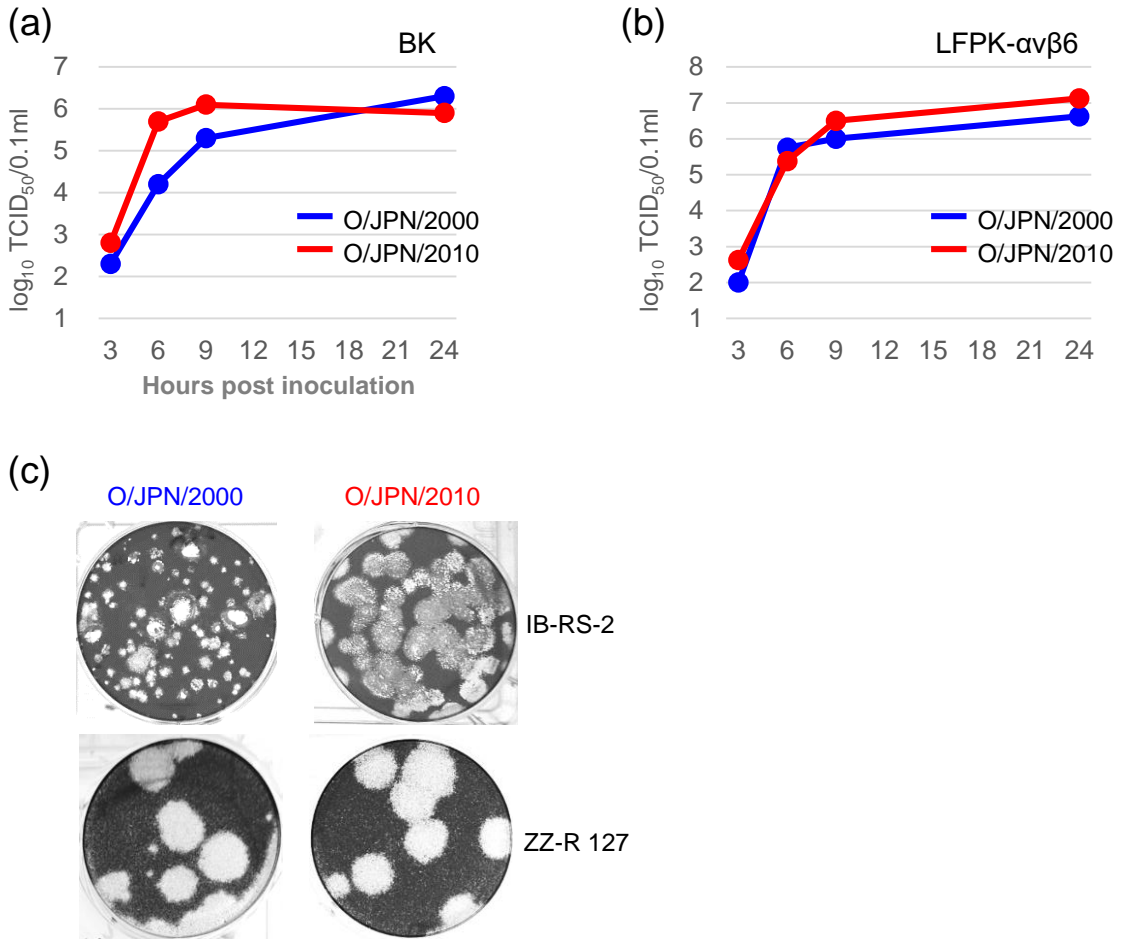 (a)
BK
7
6
5
4
3
2
1
log₁₀ TCID₅₀/0.1ml
O/JPN/2000
O/JPN/2010
3 6 9 12 15 18 21 24
Hours post inoculation
(b)
LFPK-αvβ6
8
7
6
5
4
3
2
1
log₁₀ TCID₅₀/0.1ml
O/JPN/2000
O/JPN/2010
3 6 9 12 15 18 21 24
(c)
O/JPN/2000 O/JPN/2010
IB-RS-2
ZZ-R 127